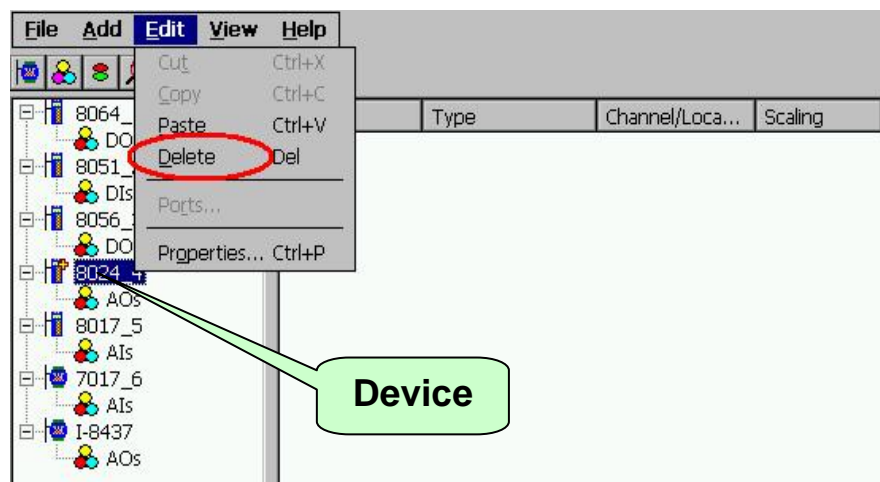 File Add Edit View Help
Cut Ctrl+X
Copy Ctrl+C
Paste Ctrl+V
Delete Del
Ports...
Properties... Ctrl+P
Type Channel/Loca... Scaling
8064_
DO
8051_
DIs
8056_
DO
8024_4
AOs
8017_5
AIs
7017_6
AIs
I-8437
AOs
Device